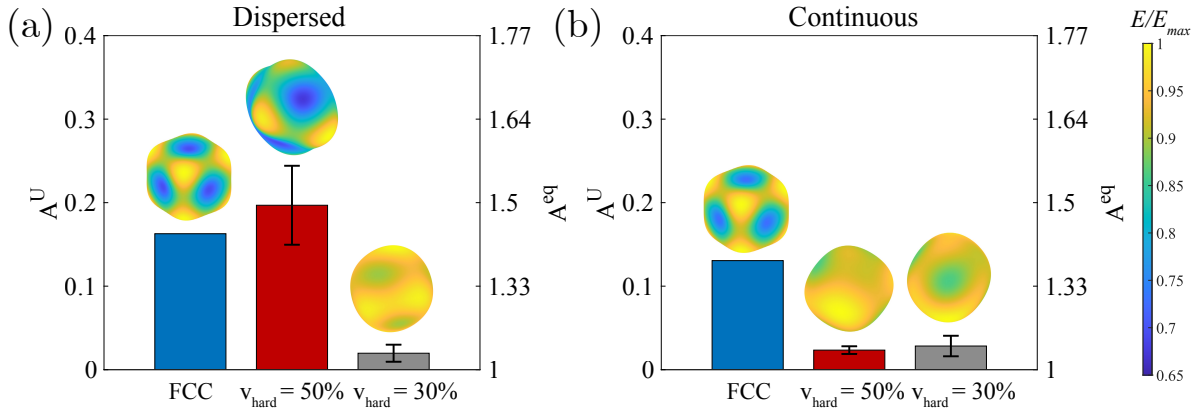 (a) Dispersed
A^U
0.4
0.3
0.2
0.1
0
FCC
v_hard = 50%
v_hard = 30%
1.77
1.64
1.5
1.33
1
A^eq
(b) Continuous
A^U
0.4
0.3
0.2
0.1
0
FCC
v_hard = 50%
v_hard = 30%
1.77
1.64
1.5
1.33
1
A^eq
E/E_max
1
0.95
0.9
0.85
0.8
0.75
0.7
0.65